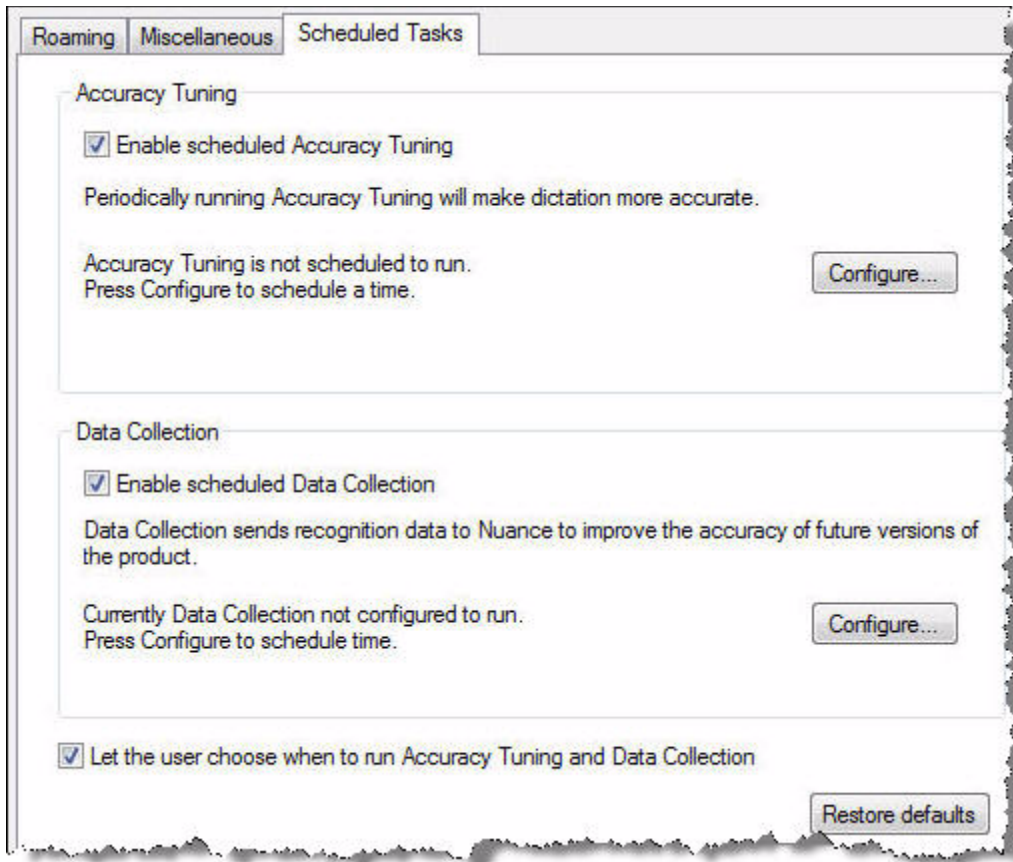 Roaming Miscellaneous Scheduled Tasks
Accuracy Tuning
Enable scheduled Accuracy Tuning
Periodically running Accuracy Tuning will make dictation more accurate.
Accuracy Tuning is not scheduled to run.
Press Configure to schedule a time.
Configure...
Data Collection
Enable scheduled Data Collection
Data Collection sends recognition data to Nuance to improve the accuracy of future versions of
the product.
Currently Data Collection not configured to run.
Press Configure to schedule time.
Configure...
Let the user choose when to run Accuracy Tuning and Data Collection
Restore defaults